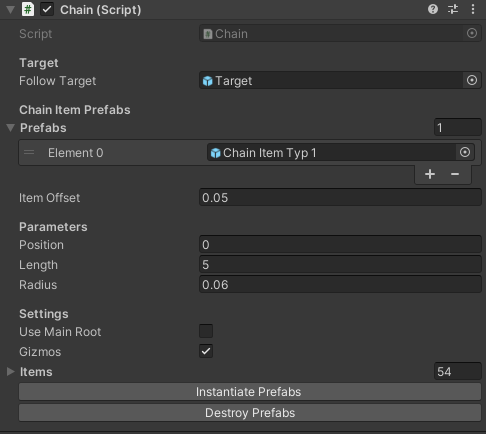 Chain (Script)
Script Chain
Target
Follow Target Target
Chain Item Prefabs
Prefabs 1
Element 0 Chain Item Typ 1
Item Offset 0.05
Parameters
Position 0
Length 5
Radius 0.06
Settings
Use Main Root
Gizmos
Items 54
Instantiate Prefabs
Destroy Prefabs